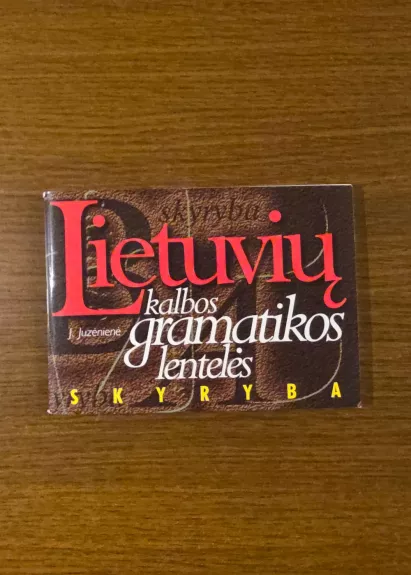 skyryba
Lietuvių
kalbos
J. Juzėnienė
gramatikos
lentelės
SKYRYBA